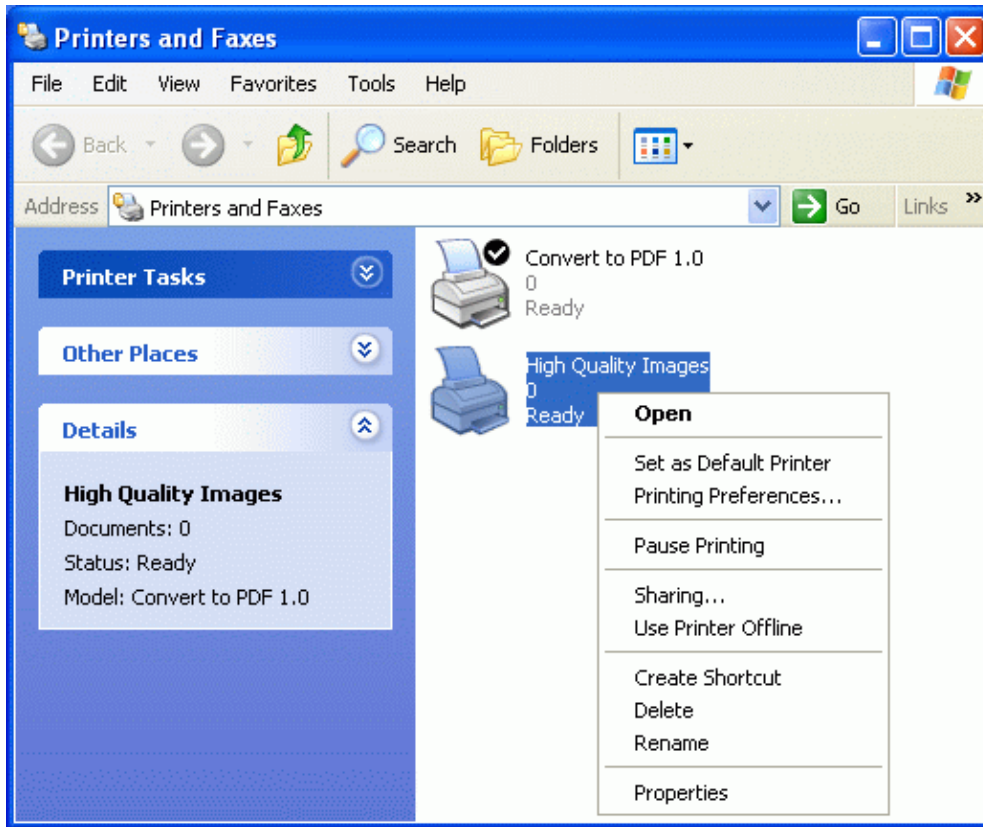 Printers and Faxes
File Edit View Favorites Tools Help
Back Search Folders
Address Printers and Faxes Go Links »
Printer Tasks
Other Places
Details
High Quality Images
Documents: 0
Status: Ready
Model: Convert to PDF 1.0
Convert to PDF 1.0
0
Ready
High Quality Images
0
Ready
Open
Set as Default Printer
Printing Preferences...
Pause Printing
Sharing...
Use Printer Offline
Create Shortcut
Delete
Rename
Properties